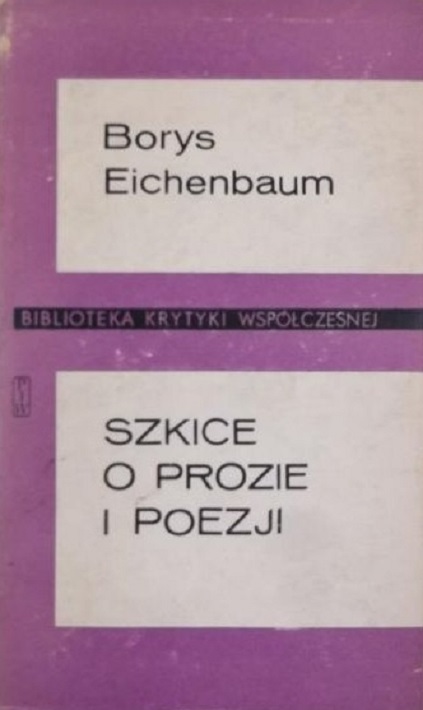 Borys
Eichenbaum
BIBLIOTEKA KRYTYKI WSPÓŁCZESNEJ
SZKICE
O PROZIE
I POEZJI